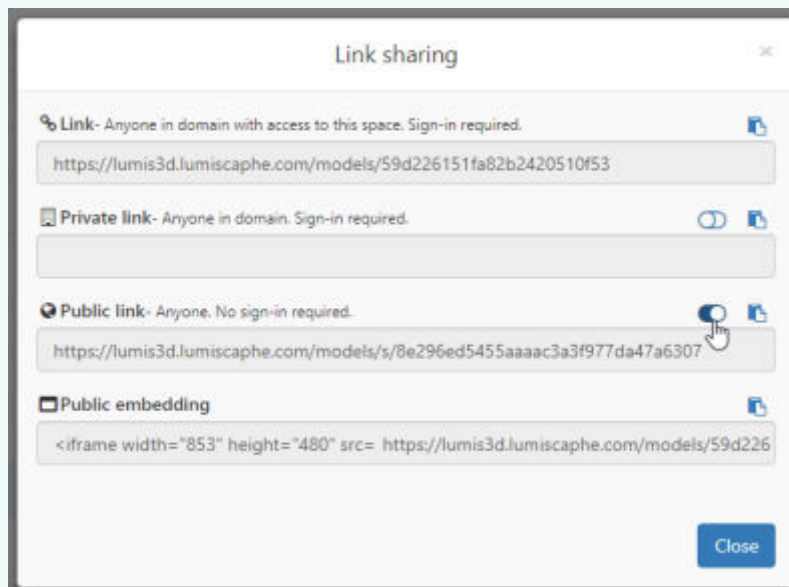 Link sharing
×
Link- Anyone in domain with access to this space. Sign-in required.
https://lumis3d.lumiscaphe.com/models/59d226151fa82b2420510f53
Private link- Anyone in domain. Sign-in required.
Public link- Anyone. No sign-in required.
https://lumis3d.lumiscaphe.com/models/s/8e296ed5455aaaac3a3f977da47a6307
Public embedding
<iframe width="853" height="480" src= https://lumis3d.lumiscaphe.com/models/59d226
Close